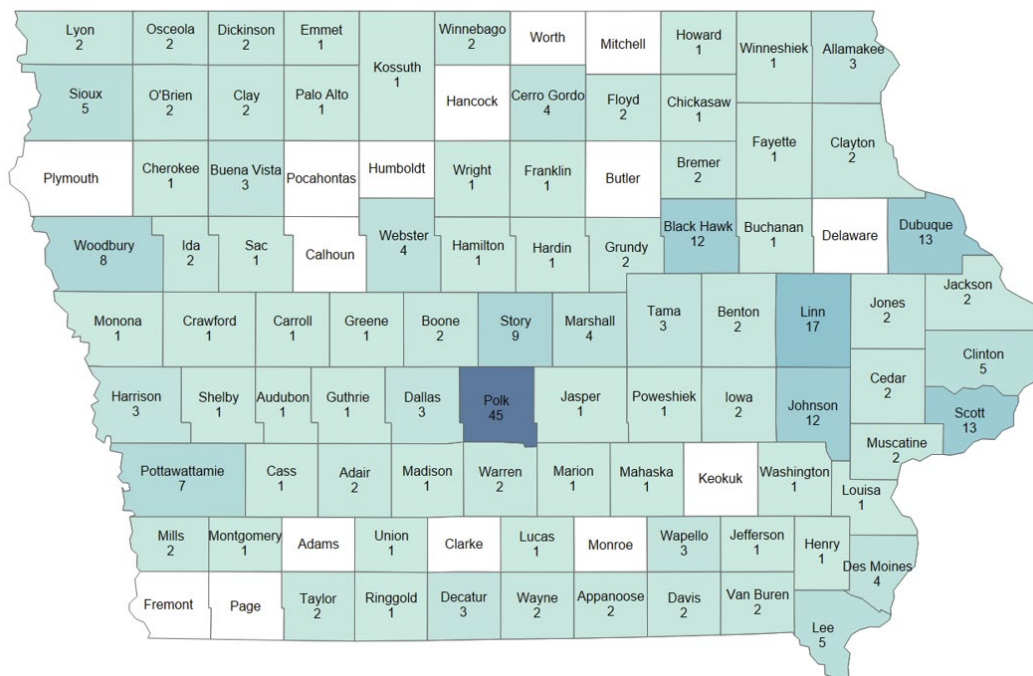 Lyon
2
Osceola
2
Dickinson
2
Emmet
1
Kossuth
1
Winnebago
2
Worth
Mitchell
Howard
1
Winneshiek
1
Allamakee
3
Sioux
5
O'Brien
2
Clay
2
Palo Alto
1
Hancock
Cerro Gordo
4
Floyd
2
Chickasaw
1
Plymouth
Cherokee
1
Buena Vista
3
Pocahontas
Humboldt
Wright
1
Franklin
1
Butler
Bremer
2
Fayette
1
Clayton
2
Woodbury
8
Ida
2
Sac
1
Calhoun
Webster
4
Hamilton
1
Hardin
1
Grundy
2
Black Hawk
12
Buchanan
1
Delaware
Dubuque
13
Monona
1
Crawford
1
Carroll
1
Greene
1
Boone
2
Story
9
Marshall
4
Tama
3
Benton
2
Linn
17
Jones
2
Jackson
2
Clinton
5
Harrison
3
Shelby
1
Audubon
1
Guthrie
1
Dallas
3
Polk
45
Jasper
1
Poweshiek
1
Iowa
2
Johnson
12
Cedar
2
Scott
13
Muscatine
2
Pottawattamie
7
Cass
1
Adair
2
Madison
1
Warren
2
Marion
1
Mahaska
1
Keokuk
Washington
1
Louisa
1
Mills
2
Montgomery
1
Adams
Union
1
Clarke
Lucas
1
Monroe
Wapello
3
Jefferson
1
Henry
1
Des Moines
4
Fremont
Page
Taylor
2
Ringgold
1
Decatur
3
Wayne
2
Appanoose
2
Davis
2
Van Buren
2
Lee
5